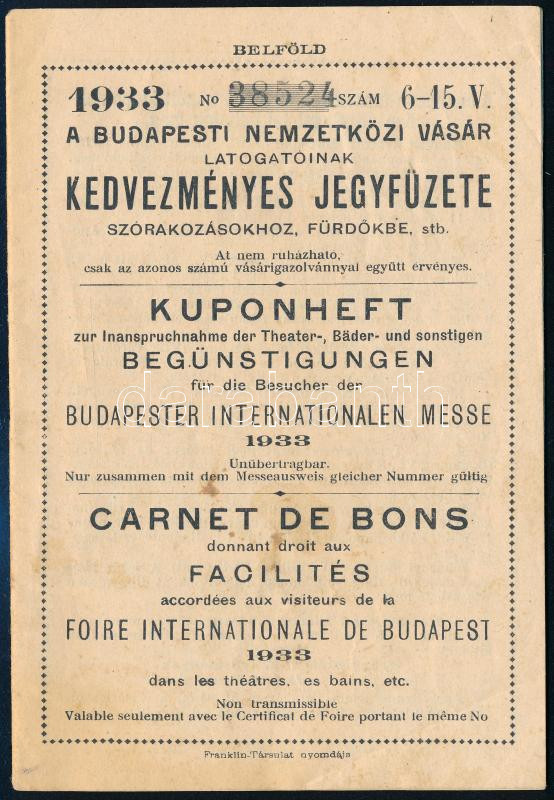 BELFÖLD
1933 No 38524 SZÁM 6–15. V.
A BUDAPESTI NEMZETKÖZI VÁSÁR
LATOGATÓINAK
KEDVEZMÉNYES JEGYFÜZETE
SZÓRAKOZÁSOKHOZ, FÜRDŐKBE, stb.
At nem ruházható,
csak az azonos számú vásárigazolvánnyal együtt érvényes.
KUPONHEFT
zur Inanspruchnahme der Theater-, Bäder- und sonstigen
BEGÜNSTIGUNGEN
für die Besucher der
BUDAPESTER INTERNATIONALEN MESSE
1933
Unübertragbar.
Nur zusammen mit dem Messeausweis gleicher Nummer gültig
CARNET DE BONS
donnant droit aux
FACILITÉS
accordées aux visiteurs de la
FOIRE INTERNATIONALE DE BUDAPEST
1933
dans les théâtres, es bains, etc.
Non transmissible
Valable seulement avec le Certificat de Foire portant le même No
Franklin-Társulat nyomdája
darabanth